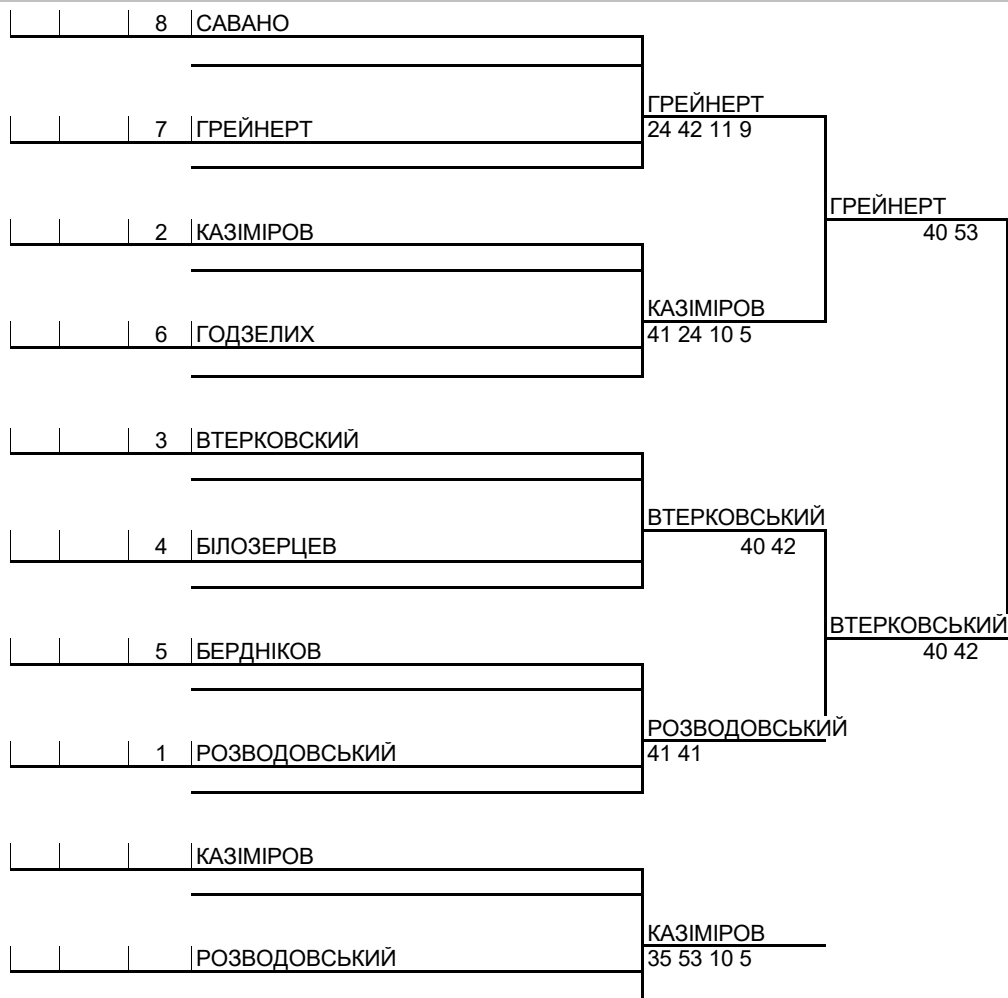 8 САВАНО
ГРЕЙНЕРТ
7 ГРЕЙНЕРТ 24 42 11 9
ГРЕЙНЕРТ
2 КАЗІМІРОВ 40 53
КАЗІМІРОВ
6 ГОДЗЕЛИХ 41 24 10 5
3 ВТЕРКОВСКИЙ
ВТЕРКОВСЬКИЙ
4 БІЛОЗЕРЦЕВ 40 42
ВТЕРКОВСЬКИЙ
5 БЕРДНІКОВ 40 42
РОЗВОДОВСЬКИЙ
1 РОЗВОДОВСЬКИЙ 41 41
КАЗІМІРОВ
КАЗІМІРОВ
РОЗВОДОВСЬКИЙ 35 53 10 5